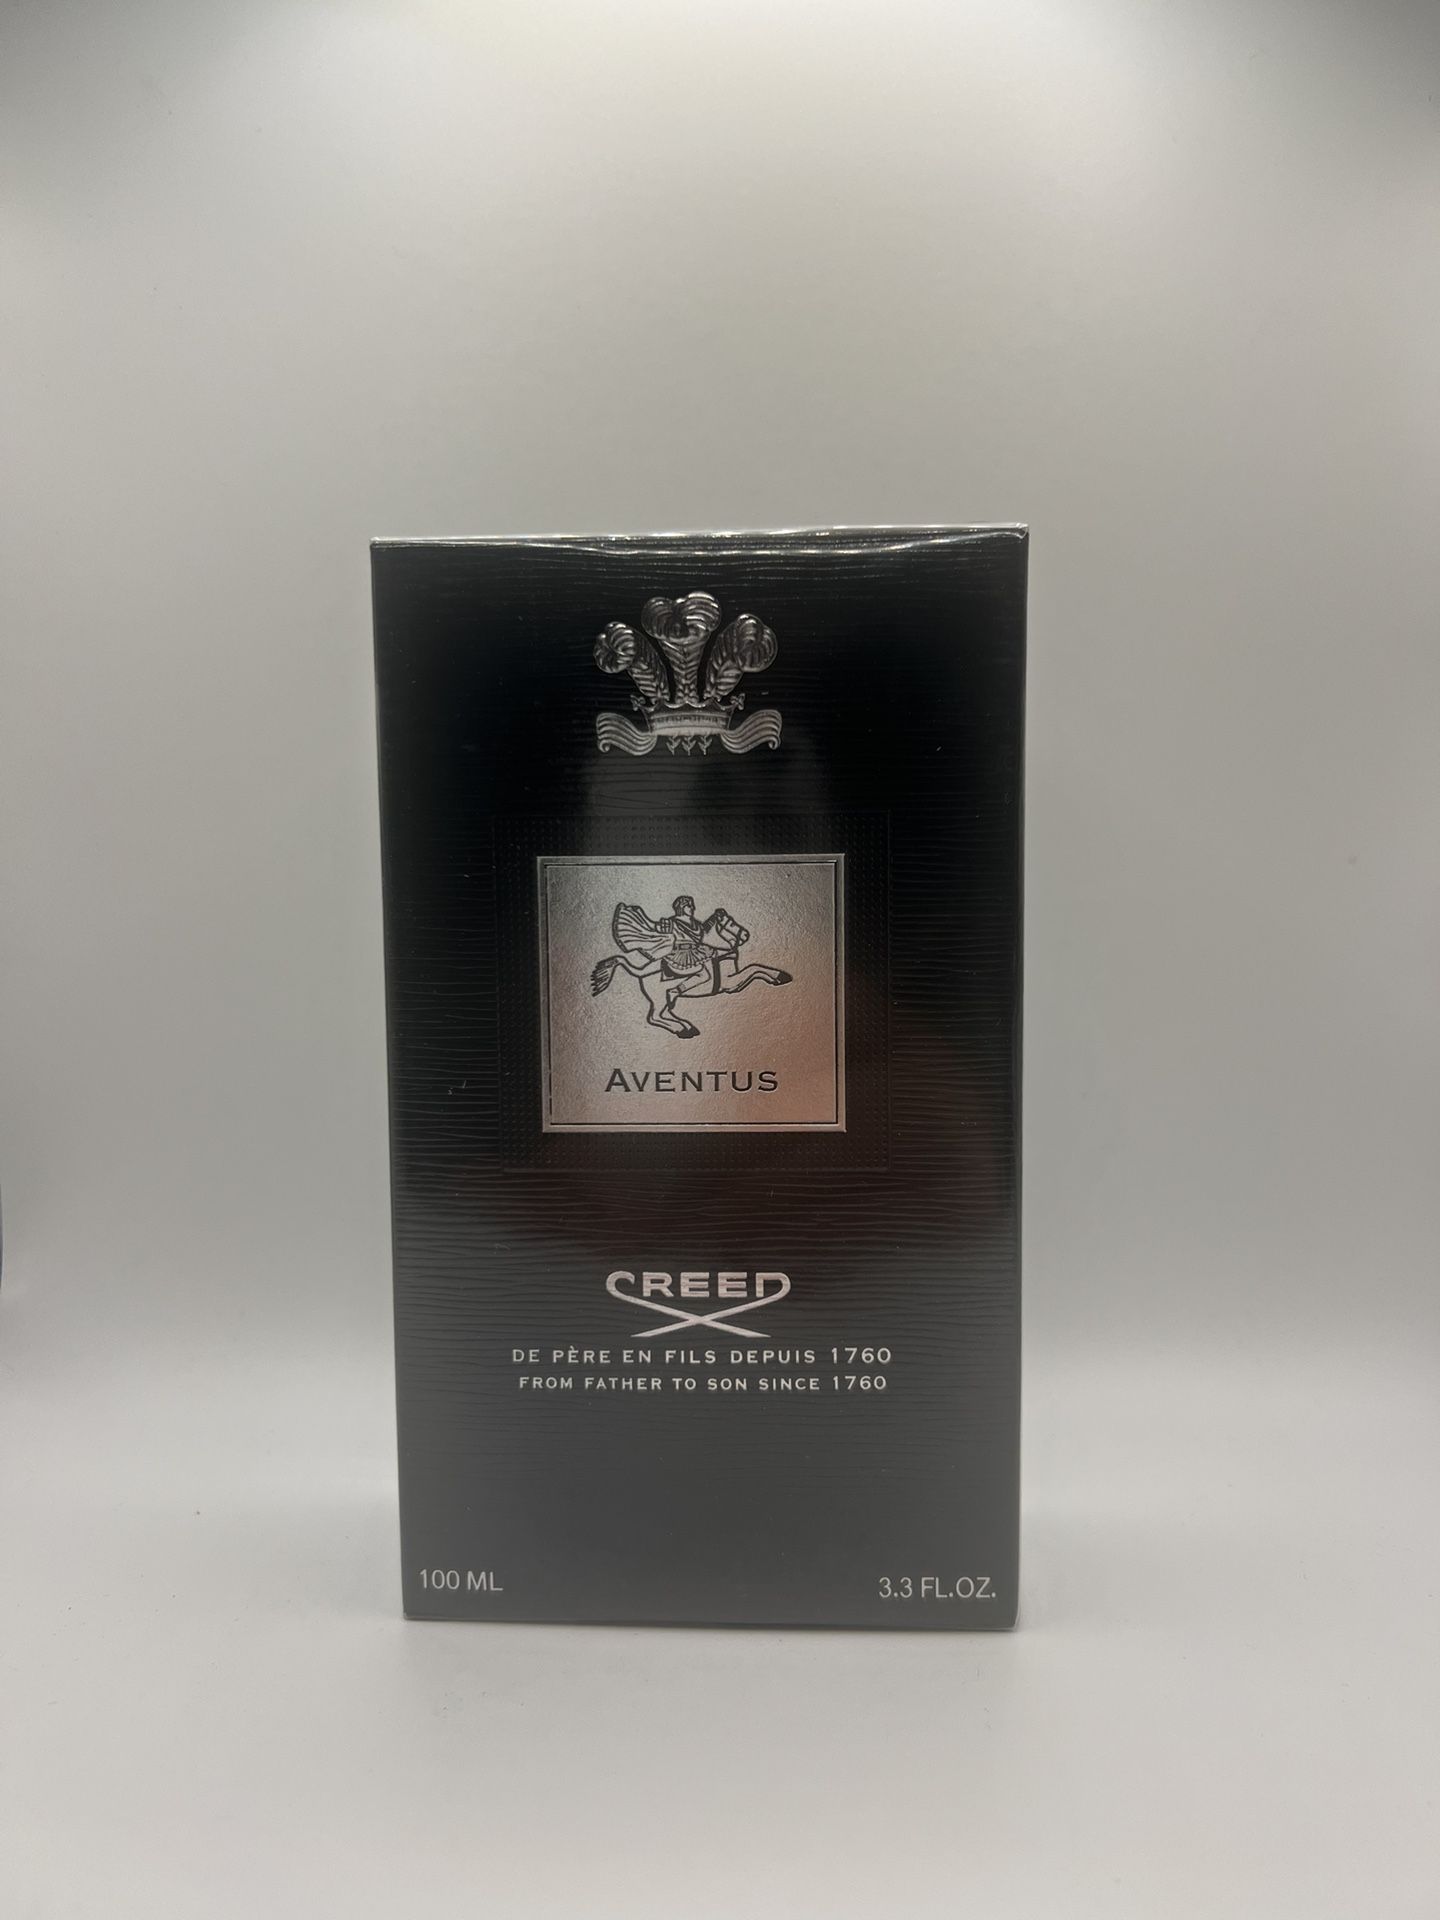 AVENTUS
CREED
DE PÈRE EN FILS DEPUIS 1760
FROM FATHER TO SON SINCE 1760
100 ML
3.3 FL.OZ.